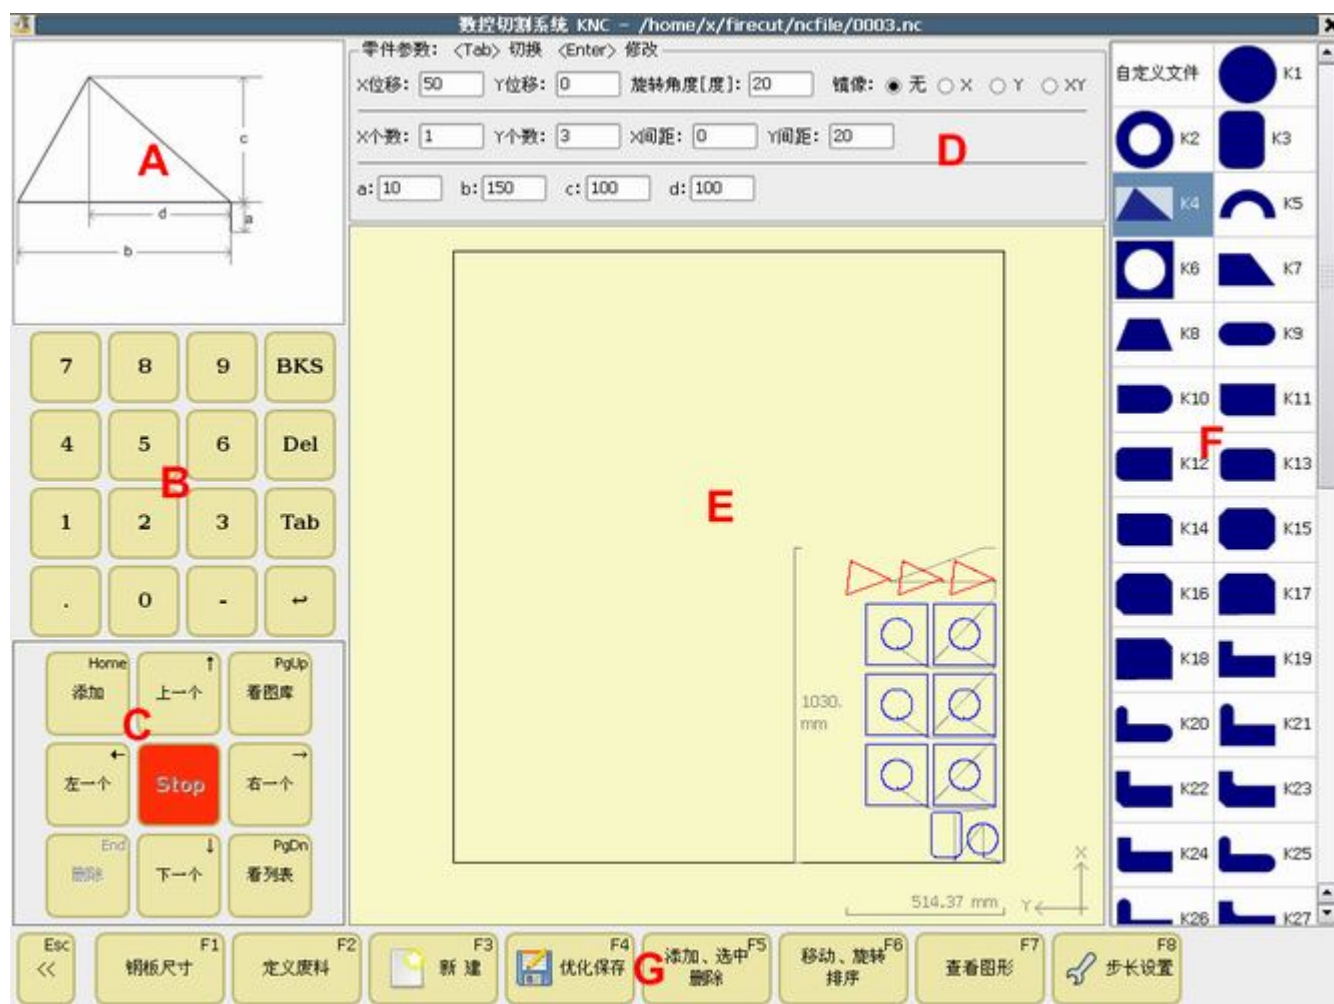 数控切割系统 KNC - /home/x/firecut/ncfile/0003.nc
零件参数: <Tab> 切换 <Enter> 修改
X位移: 50 Y位移: 0 旋转角度[度]: 20 镜像: 无 X Y XY
X个数: 1 Y个数: 3 X间距: 0 Y间距: 20
D
a: 10 b: 150 c: 100 d: 100
A
c
d
a
b
7 8 9 BKS
4 5 6 Del
B
1 2 3 Tab
. 0 - ↩
Home 添加
↑ 上一个
PgUp 看图库
C
← 左一个
Stop
→ 右一个
End 删除
↓ 下一个
PgDn 看列表
E
1030.
mm
514.37 mm
X
Y
自定义文件 K1
K2 K3
K4 K5
K6 K7
K8 K9
K10 K11
F
K12 K13
K14 K15
K16 K17
K18 K19
K20 K21
K22 K23
K24 K25
K26 K27
Esc <<
F1 钢板尺寸
F2 定义废料
F3 新 建
F4 优化保存
G
F5 添加、选中
删除
F6 移动、旋转
排序
F7 查看图形
F8 步长设置